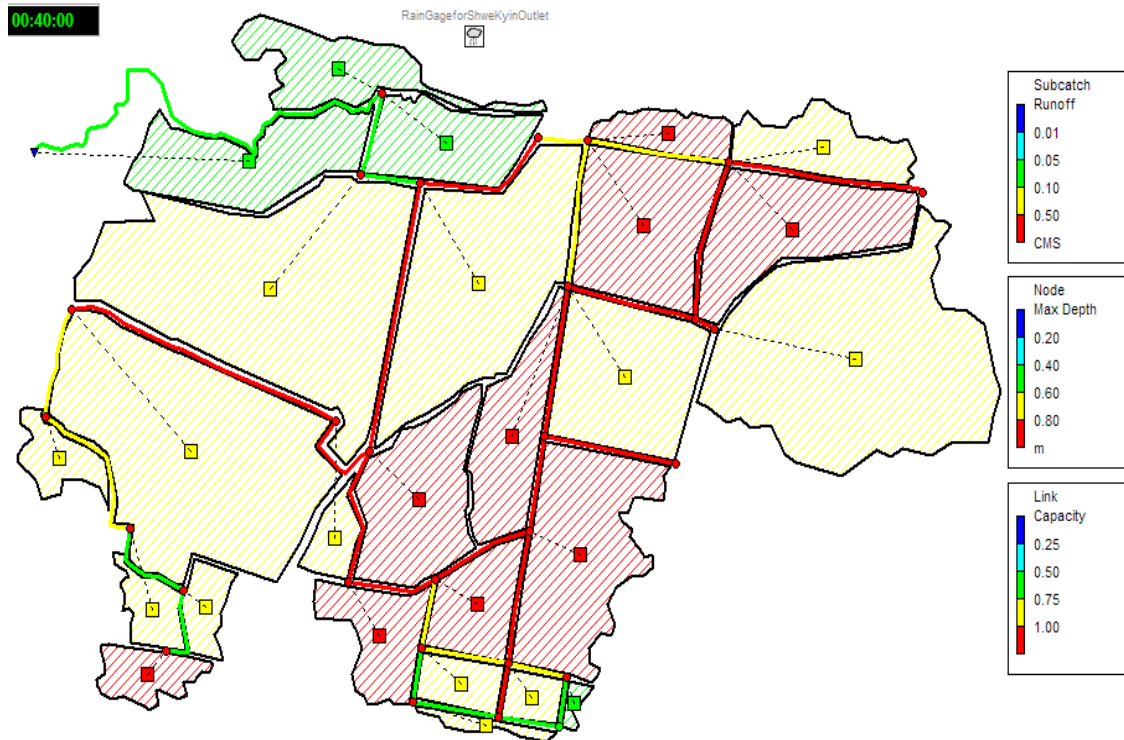 00:40:00
RainGageforShweKyinOutlet
Subcatch
Runoff
0.01
0.05
0.10
0.50
CMS
Node
Max Depth
0.20
0.40
0.60
0.80
m
Link
Capacity
0.25
0.50
0.75
1.00